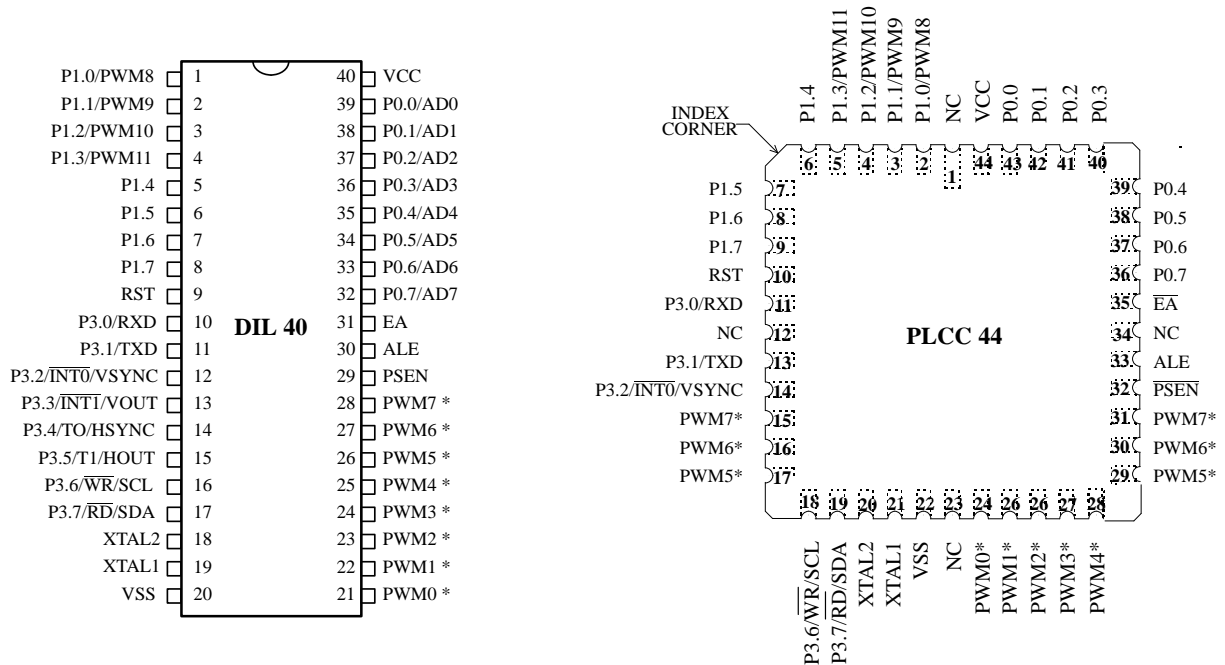 P1.0/PWM8 1 40 VCC
P1.1/PWM9 2 39 P0.0/AD0
P1.2/PWM10 3 38 P0.1/AD1
P1.3/PWM11 4 37 P0.2/AD2
P1.4 5 36 P0.3/AD3
P1.5 6 35 P0.4/AD4
P1.6 7 34 P0.5/AD5
P1.7 8 33 P0.6/AD6
RST 9 32 P0.7/AD7
P3.0/RXD 10 31 EA
P3.1/TXD 11 30 ALE
P3.2/INT0/VSYNC 12 29 PSEN
P3.3/INT1/VOUT 13 28 PWM7 *
P3.4/TO/HSYNC 14 27 PWM6 *
P3.5/T1/HOUT 15 26 PWM5 *
P3.6/WR/SCL 16 25 PWM4 *
P3.7/RD/SDA 17 24 PWM3 *
XTAL2 18 23 PWM2 *
XTAL1 19 22 PWM1 *
VSS 20 21 PWM0 *
DIL 40
INDEX
CORNER
P1.4
P1.3/PWM11
P1.2/PWM10
P1.1/PWM9
P1.0/PWM8
NC
VCC
P0.0
P0.1
P0.2
P0.3
6 5 4 3 2 1 44 43 42 41 40
P1.5 7 39 P0.4
P1.6 8 38 P0.5
P1.7 9 37 P0.6
RST 10 36 P0.7
P3.0/RXD 11 35 EA
NC 12 34 NC
P3.1/TXD 13 33 ALE
P3.2/INT0/VSYNC 14 32 PSEN
PWM7* 15 31 PWM7*
PWM6* 16 30 PWM6*
PWM5* 17 29 PWM5*
PLCC 44
18 19 20 21 22 23 24 26 26 27 28
P3.6/WR/SCL
P3.7/RD/SDA
XTAL2
XTAL1
VSS
NC
PWM0*
PWM1*
PWM2*
PWM3*
PWM4*